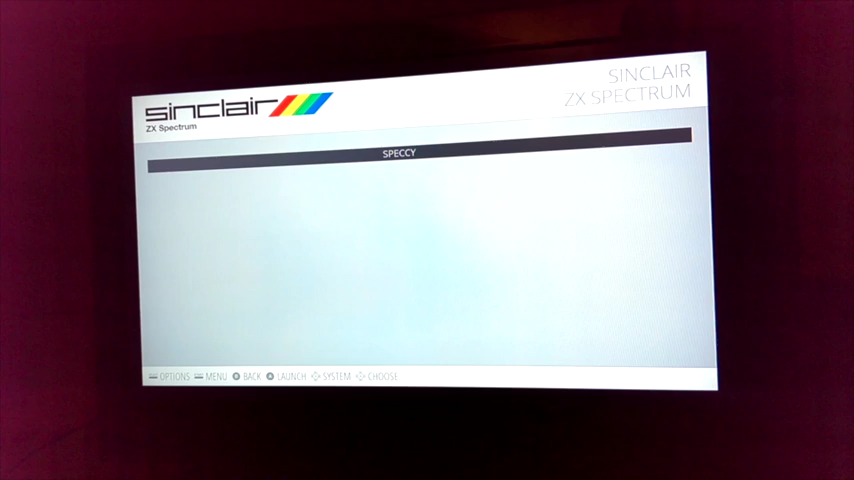 sinclair
ZX Spectrum
SINCLAIR
ZX SPECTRUM
SPECCY
OPTIONS MENU B BACK A LAUNCH SYSTEM CHOOSE